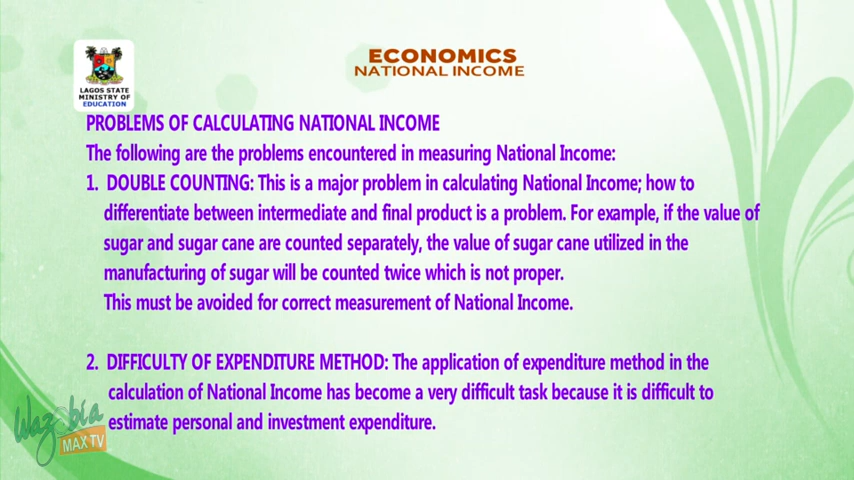 ECONOMICS
NATIONAL INCOME
LAGOS STATE
MINISTRY OF
EDUCATION
PROBLEMS OF CALCULATING NATIONAL INCOME
The following are the problems encountered in measuring National Income:
1. DOUBLE COUNTING: This is a major problem in calculating National Income; how to
differentiate between intermediate and final product is a problem. For example, if the value of
sugar and sugar cane are counted separately, the value of sugar cane utilized in the
manufacturing of sugar will be counted twice which is not proper.
This must be avoided for correct measurement of National Income.
2. DIFFICULTY OF EXPENDITURE METHOD: The application of expenditure method in the
calculation of National Income has become a very difficult task because it is difficult to
estimate personal and investment expenditure.
Wazobia
MAX TV